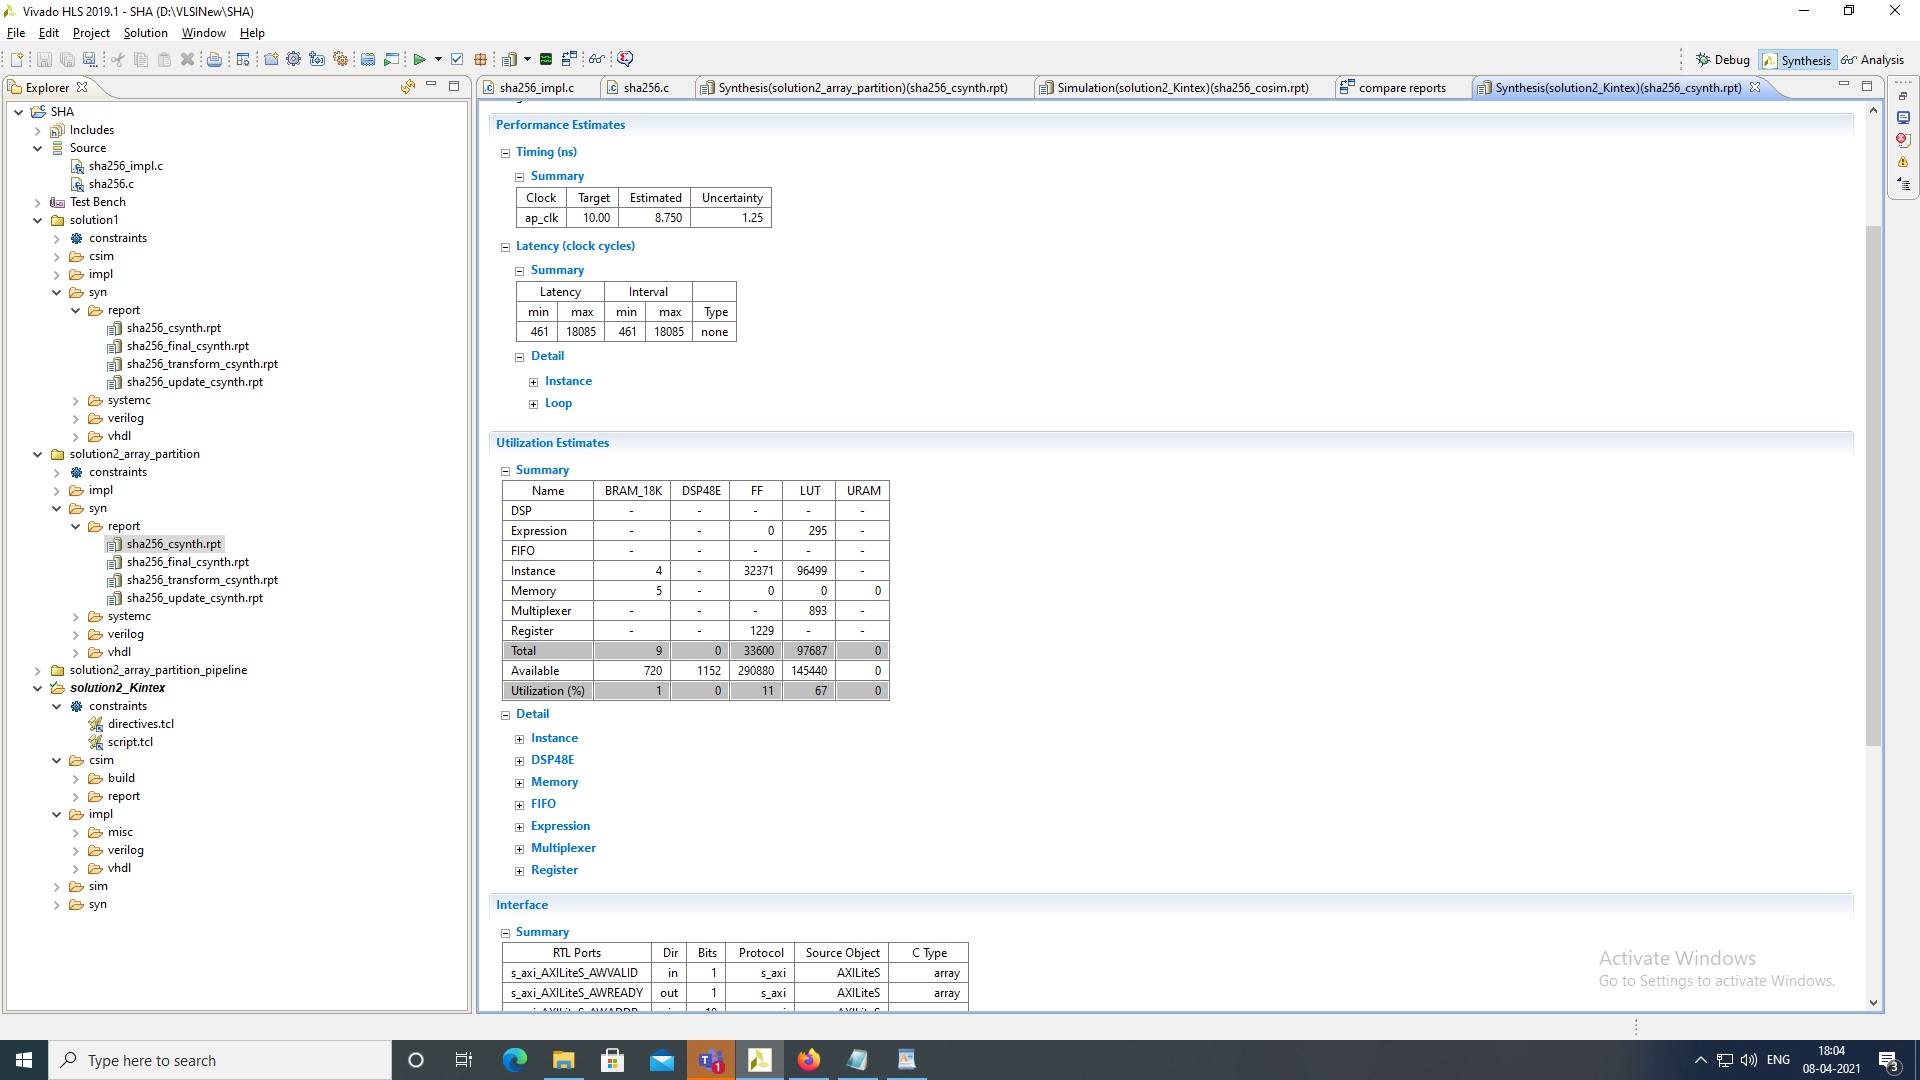 Vivado HLS 2019.1 - SHA (D:\VLSINew\SHA)
File Edit Project Solution Window Help
Debug Synthesis Analysis
Explorer
sha256_impl.c sha256.c Synthesis(solution2_array_partition)(sha256_csynth.rpt) Simulation(solution2_Kintex)(sha256_cosim.rpt) compare reports Synthesis(solution2_Kintex)(sha256_csynth.rpt)
SHA
Includes
Source
sha256_impl.c
sha256.c
Test Bench
solution1
constraints
csim
impl
syn
report
sha256_csynth.rpt
sha256_final_csynth.rpt
sha256_transform_csynth.rpt
sha256_update_csynth.rpt
systemc
verilog
vhdl
solution2_array_partition
constraints
impl
syn
report
sha256_csynth.rpt
sha256_final_csynth.rpt
sha256_transform_csynth.rpt
sha256_update_csynth.rpt
systemc
verilog
vhdl
solution2_array_partition_pipeline
solution2_Kintex
constraints
directives.tcl
script.tcl
csim
build
report
impl
misc
verilog
vhdl
sim
syn
Performance Estimates
Timing (ns)
Summary
Clock Target Estimated Uncertainty
ap_clk 10.00 8.750 1.25
Latency (clock cycles)
Summary
Latency Interval
min max min max Type
461 18085 461 18085 none
Detail
Instance
Loop
Utilization Estimates
Summary
Name BRAM_18K DSP48E FF LUT URAM
DSP - - - - -
Expression - - 0 295 -
FIFO - - - - -
Instance 4 - 32371 96499 -
Memory 5 - 0 0 0
Multiplexer - - - 893 -
Register - - 1229 - -
Total 9 0 33600 97687 0
Available 720 1152 290880 145440 0
Utilization (%) 1 0 11 67 0
Detail
Instance
DSP48E
Memory
FIFO
Expression
Multiplexer
Register
Interface
Summary
RTL Ports Dir Bits Protocol Source Object C Type
s_axi_AXILiteS_AWVALID in 1 s_axi AXILiteS array
s_axi_AXILiteS_AWREADY out 1 s_axi AXILiteS array
Activate Windows
Go to Settings to activate Windows.
Type here to search
1
ENG
18:04
08-04-2021
3